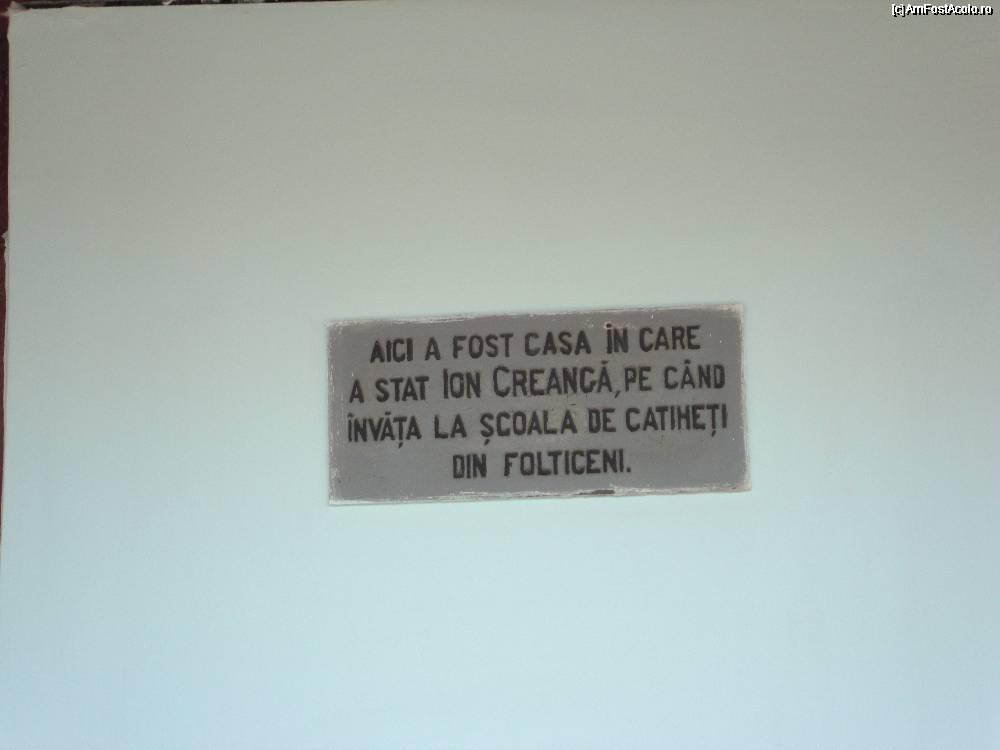 [c]AmFostAcolo.ro
AICI A FOST CASA ÎN CARE
A STAT ION CREANGĂ, PE CÂND
ÎNVĂȚA LA ȘCOALA DE CATIHEȚI
DIN FOLTICENI.